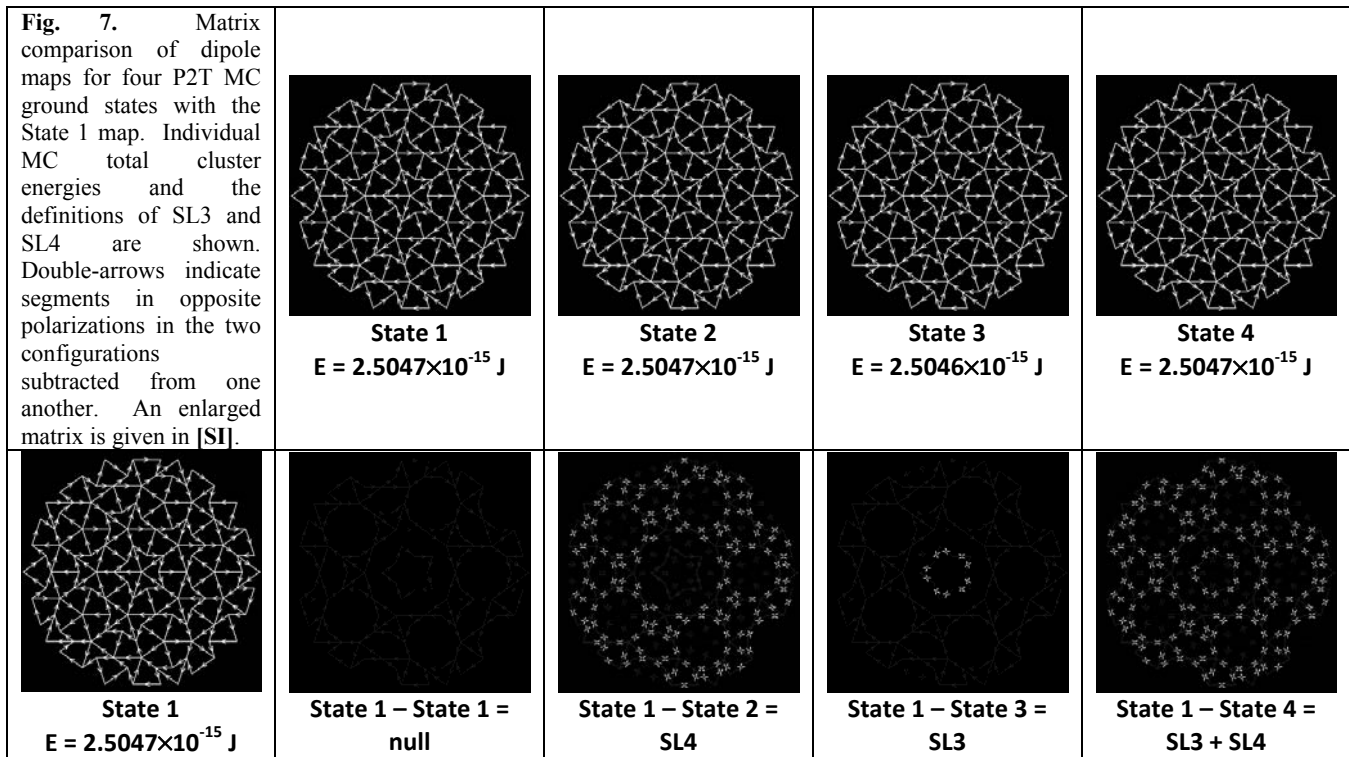 Fig. 7. Matrix
comparison of dipole
maps for four P2T MC
ground states with the
State 1 map. Individual
MC total cluster
energies and the
definitions of SL3 and
SL4 are shown.
Double-arrows indicate
segments in opposite
polarizations in the two
configurations
subtracted from one
another. An enlarged
matrix is given in [SI].
State 1
E = 2.5047×10⁻¹⁵ J
State 2
E = 2.5047×10⁻¹⁵ J
State 3
E = 2.5046×10⁻¹⁵ J
State 4
E = 2.5047×10⁻¹⁵ J
State 1
E = 2.5047×10⁻¹⁵ J
State 1 – State 1 =
null
State 1 – State 2 =
SL4
State 1 – State 3 =
SL3
State 1 – State 4 =
SL3 + SL4